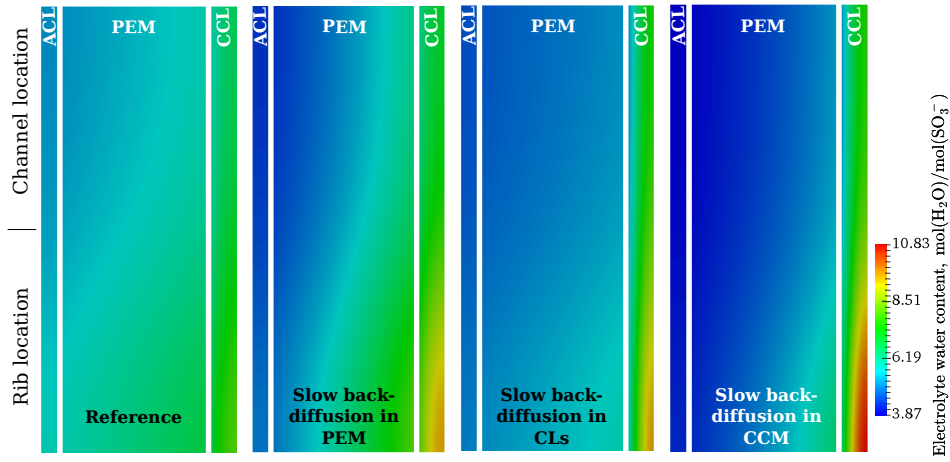 ACL
PEM
CCL
ACL
PEM
CCL
ACL
PEM
CCL
ACL
PEM
CCL
Channel location
Rib location
Reference
Slow back-
diffusion in
PEM
Slow back-
diffusion in
CLs
Slow back-
diffusion in
CCM
10.83
8.51
6.19
3.87
Electrolyte water content, mol(H₂O)/mol(SO₃⁻)